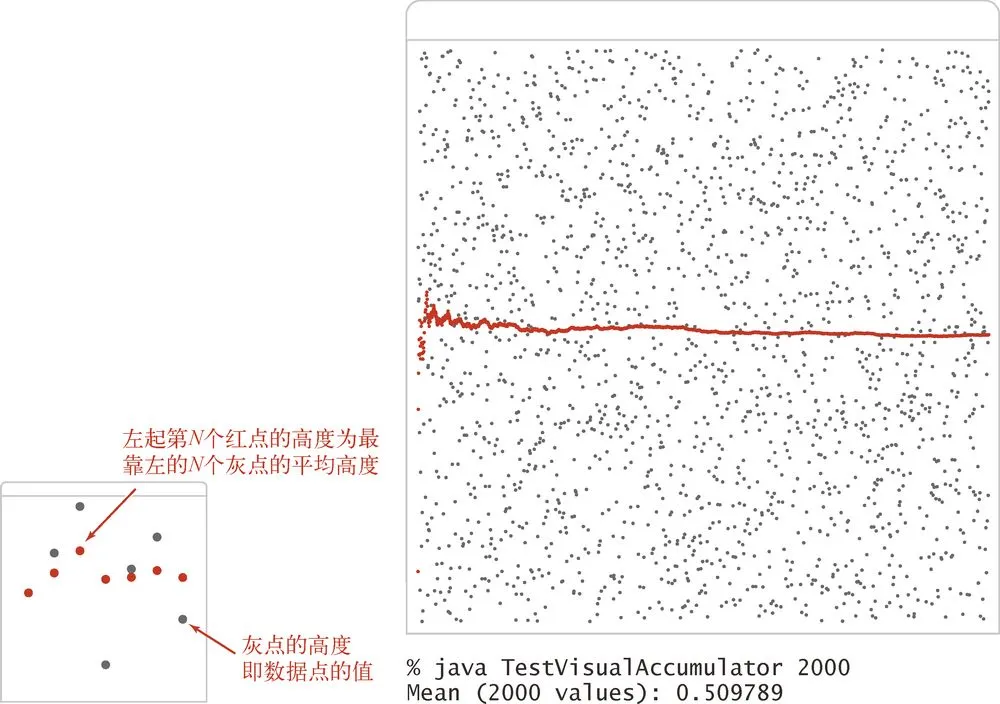 左起第N个红点的高度为最
靠左的N个灰点的平均高度
灰点的高度
即数据点的值
% java TestVisualAccumulator 2000
Mean (2000 values): 0.509789